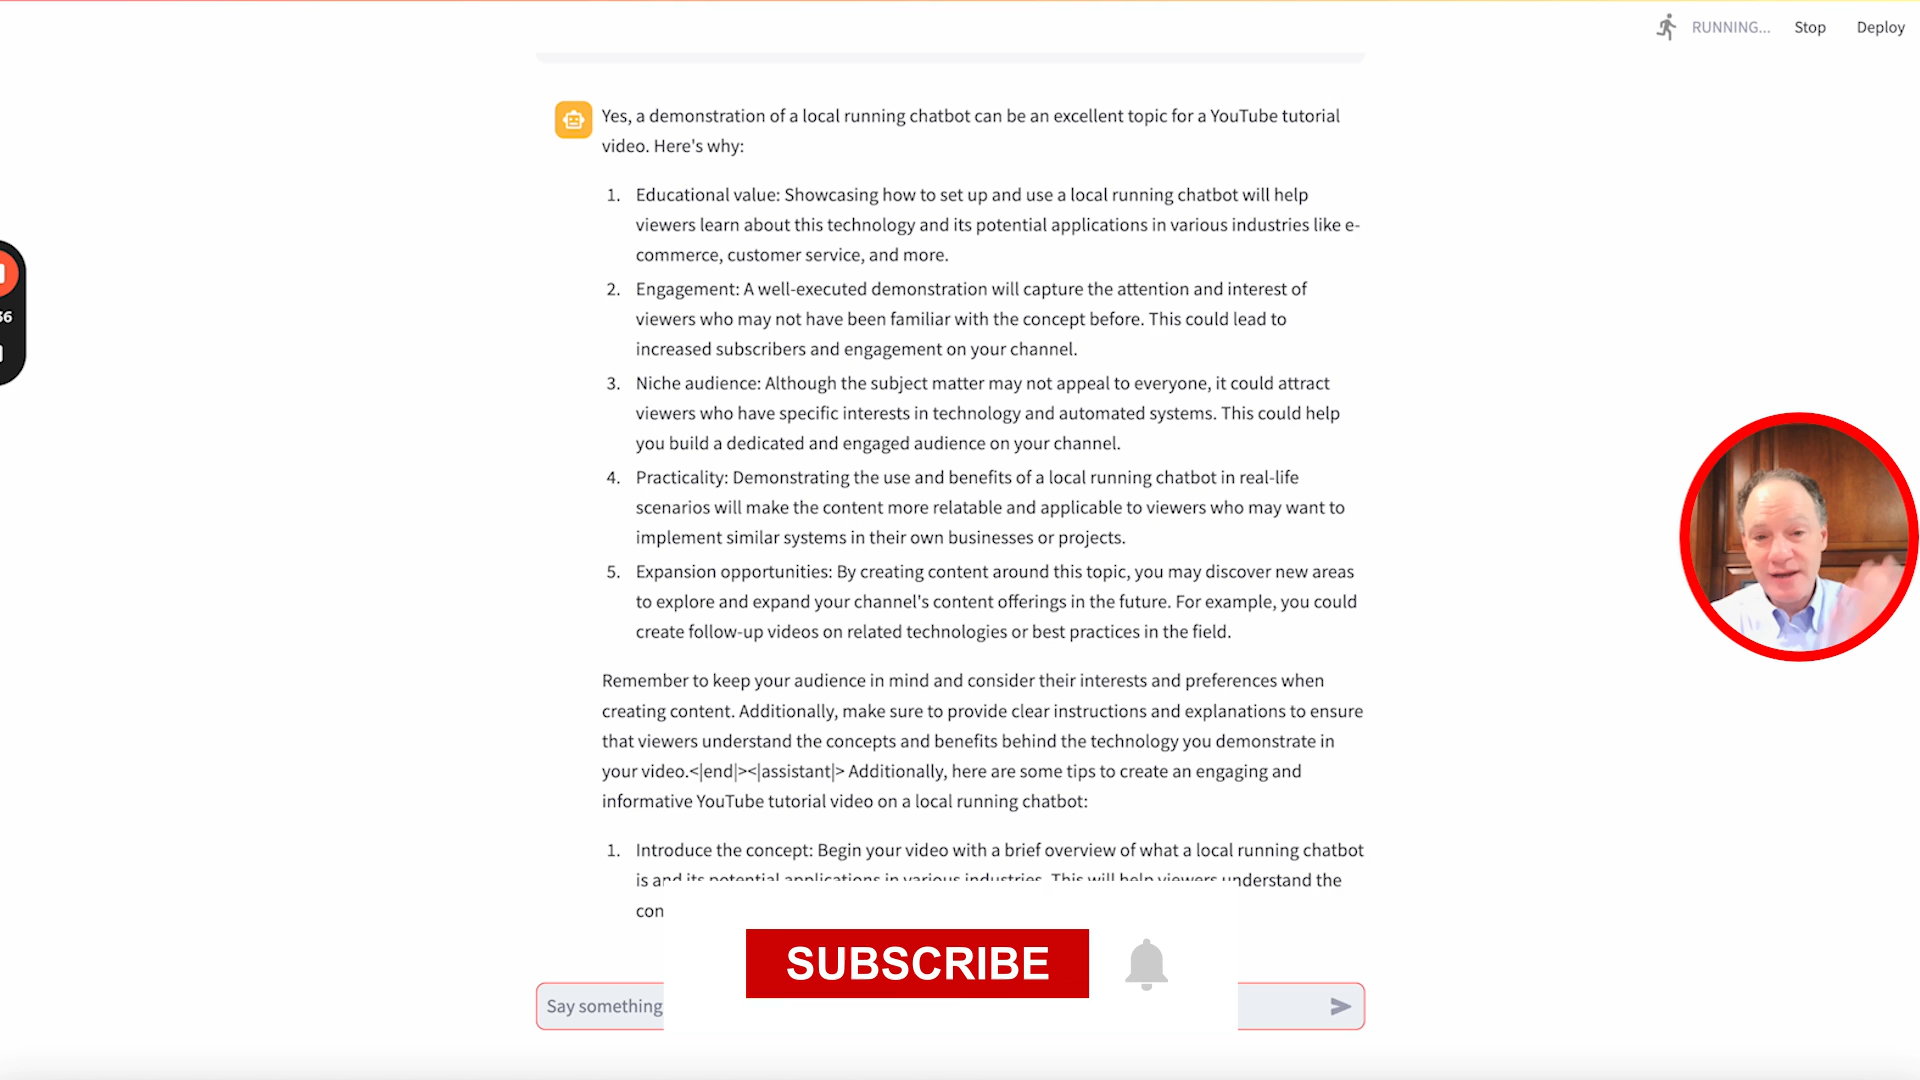 RUNNING... Stop Deploy
Yes, a demonstration of a local running chatbot can be an excellent topic for a YouTube tutorial
video. Here's why:
1. Educational value: Showcasing how to set up and use a local running chatbot will help
viewers learn about this technology and its potential applications in various industries like e-
commerce, customer service, and more.
2. Engagement: A well-executed demonstration will capture the attention and interest of
viewers who may not have been familiar with the concept before. This could lead to
increased subscribers and engagement on your channel.
36
3. Niche audience: Although the subject matter may not appeal to everyone, it could attract
viewers who have specific interests in technology and automated systems. This could help
you build a dedicated and engaged audience on your channel.
4. Practicality: Demonstrating the use and benefits of a local running chatbot in real-life
scenarios will make the content more relatable and applicable to viewers who may want to
implement similar systems in their own businesses or projects.
5. Expansion opportunities: By creating content around this topic, you may discover new areas
to explore and expand your channel's content offerings in the future. For example, you could
create follow-up videos on related technologies or best practices in the field.
Remember to keep your audience in mind and consider their interests and preferences when
creating content. Additionally, make sure to provide clear instructions and explanations to ensure
that viewers understand the concepts and benefits behind the technology you demonstrate in
your video.<|end|><|assistant|> Additionally, here are some tips to create an engaging and
informative YouTube tutorial video on a local running chatbot:
1. Introduce the concept: Begin your video with a brief overview of what a local running chatbot
is and its potential applications in various industries. This will help viewers understand the
con
SUBSCRIBE
Say something